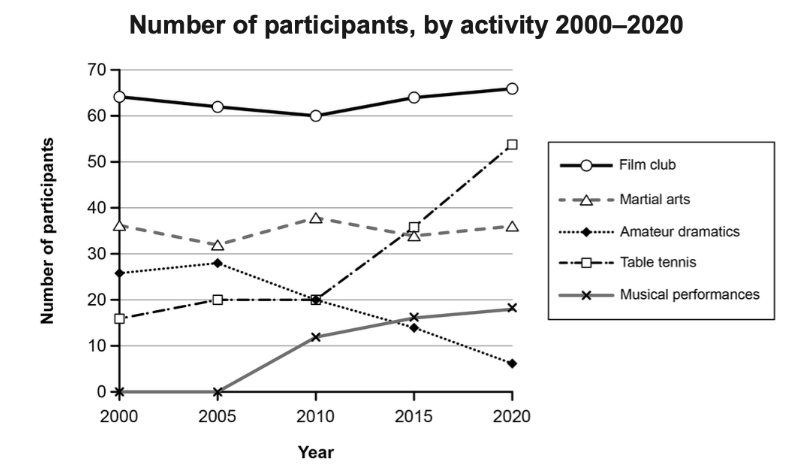 Number of participants, by activity 2000–2020
Number of participants
70
60
50
40
30
20
10
0
2000 2005 2010 2015 2020
Year
Film club
Martial arts
Amateur dramatics
Table tennis
Musical performances